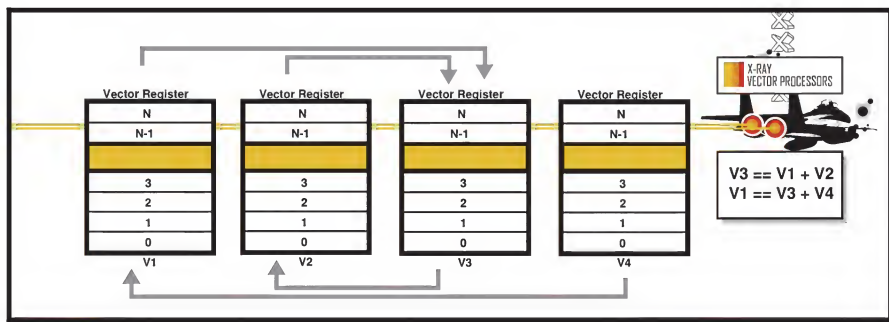 XR
XR
X-RAY
VECTOR PROCESSORS
Vector Register
N
N-1
3
2
1
0
V1
Vector Register
N
N-1
3
2
1
0
V2
Vector Register
N
N-1
3
2
1
0
V3
Vector Register
N
N-1
3
2
1
0
V4
V3 == V1 + V2
V1 == V3 + V4